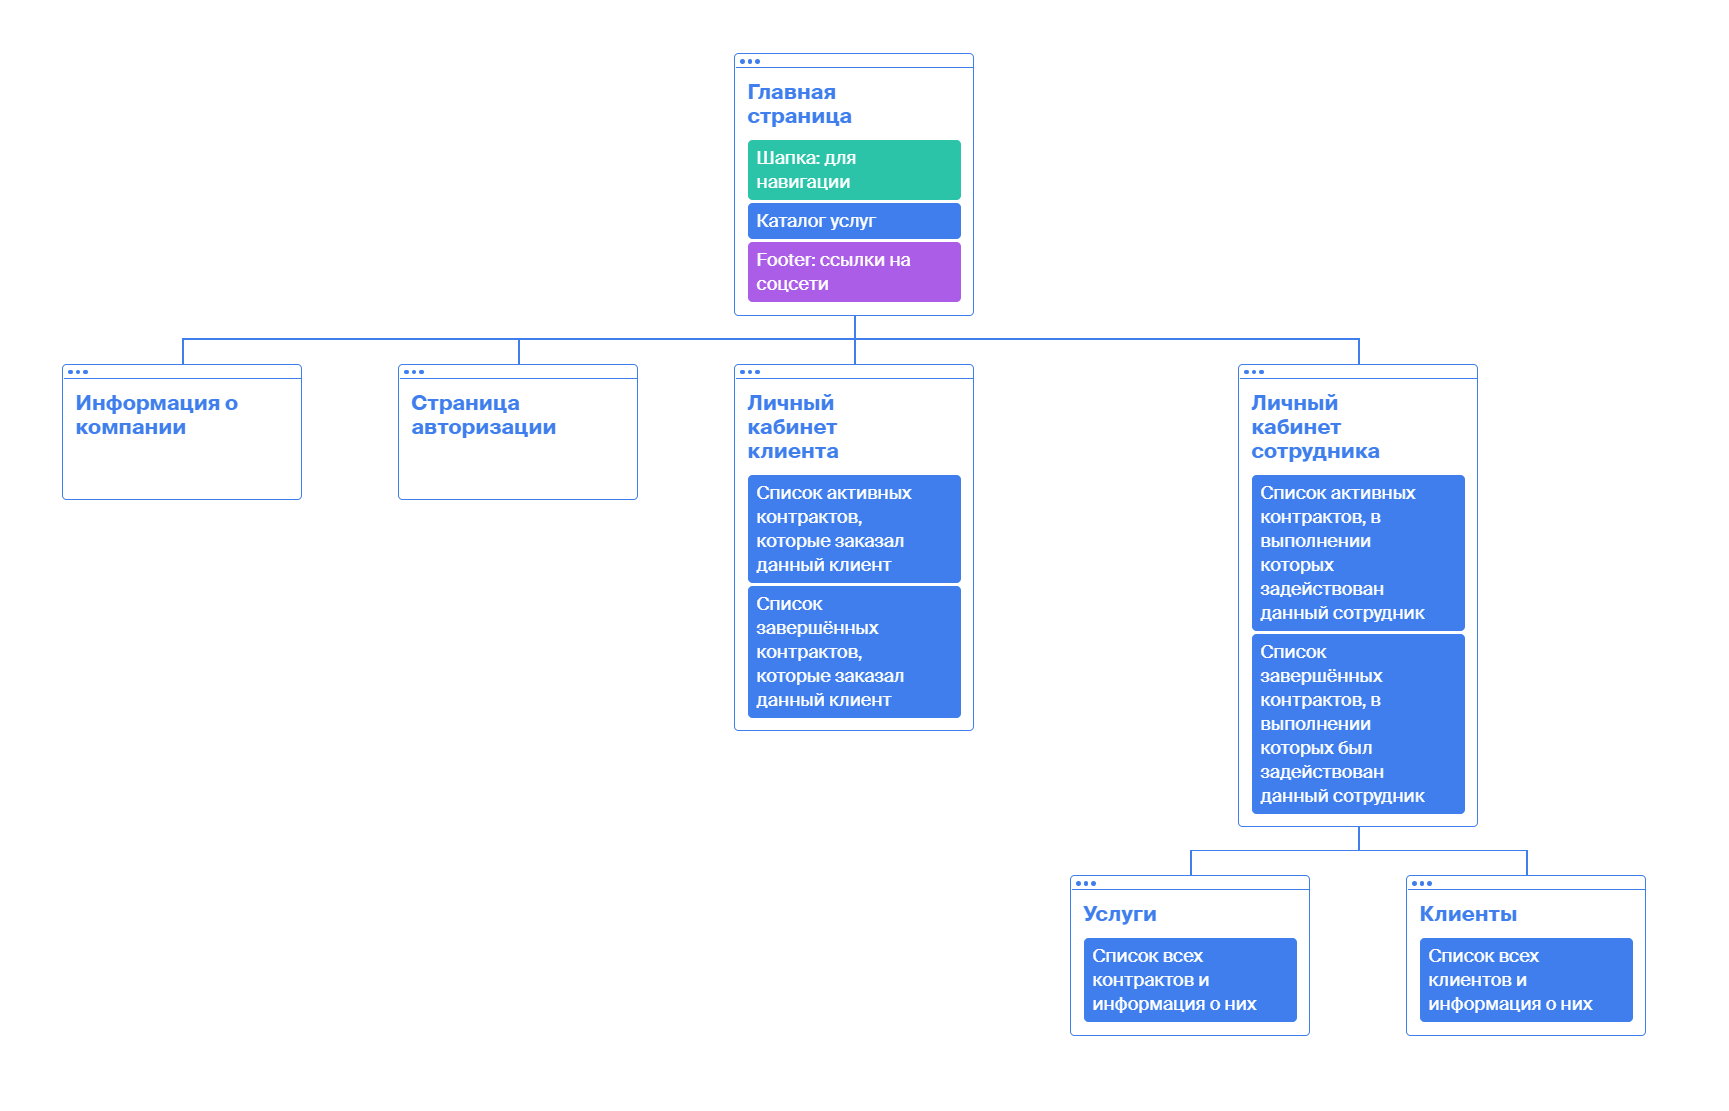 Главная
страница
Шапка: для
навигации
Каталог услуг
Footer: ссылки на
соцсети
Информация о
компании
Страница
авторизации
Личный
кабинет
клиента
Список активных
контрактов,
которые заказал
данный клиент
Список
завершённых
контрактов,
которые заказал
данный клиент
Личный
кабинет
сотрудника
Список активных
контрактов, в
выполнении
которых
задействован
данный сотрудник
Список
завершённых
контрактов, в
выполнении
которых был
задействован
данный сотрудник
Услуги
Список всех
контрактов и
информация о них
Клиенты
Список всех
клиентов и
информация о них